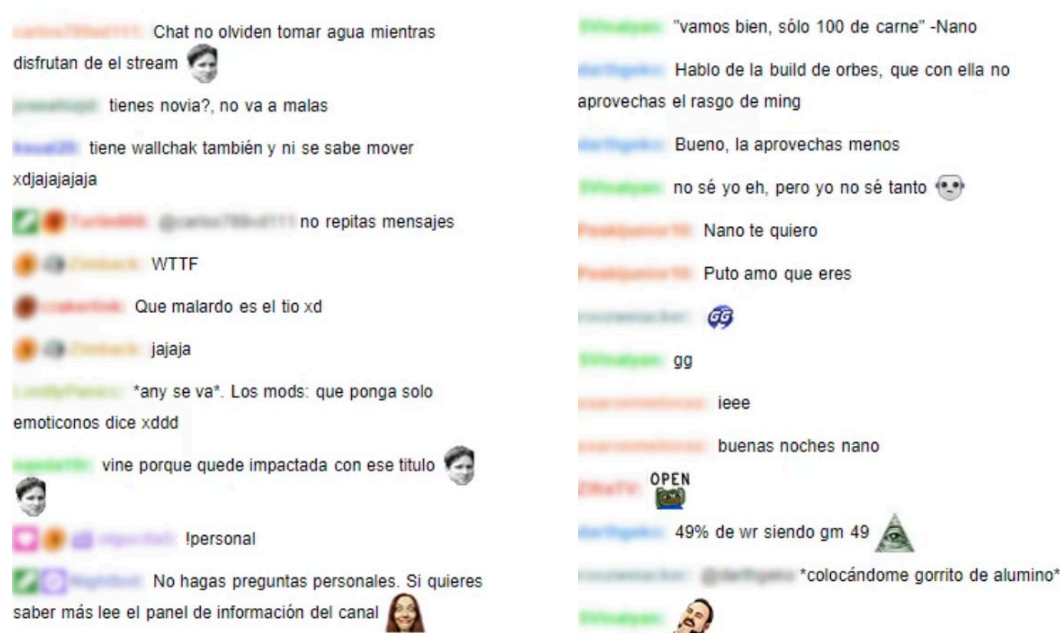 Chat no olviden tomar agua mientras
disfrutan de el stream
tienes novia?, no va a malas
tiene wallchak también y ni se sabe mover
xdjajajajaja
no repitas mensajes
WTTF
Que malardo es el tio xd
jajaja
*any se va*. Los mods: que ponga solo
emoticonos dice xddd
vine porque quede impactada con ese titulo
!personal
No hagas preguntas personales. Si quieres
saber más lee el panel de información del canal
"vamos bien, sólo 100 de carne" -Nano
Hablo de la build de orbes, que con ella no
aprovechas el rasgo de ming
Bueno, la aprovechas menos
no sé yo eh, pero yo no sé tanto
Nano te quiero
Puto amo que eres
GG
gg
ieee
buenas noches nano
OPEN
49% de wr siendo gm 49
*colocándome gorrito de alumino*